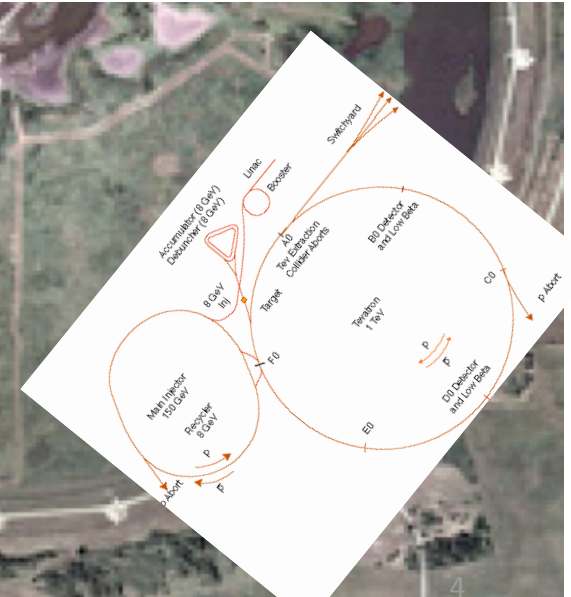 Switchyard
Linac
Booster
Accumulator (8 GeV)
Debuncher (8 GeV)
B0 Detector
and Low Beta
A0
Tev Extraction
Collider Aborts
C0
p Abort
8 GeV
Inj
Target
Tevatron
1 TeV
p
p̅
F0
D0 Detector
and Low Beta
Main Injector
150 GeV
Recycler
8 GeV
E0
p
p̅
p Abort
4